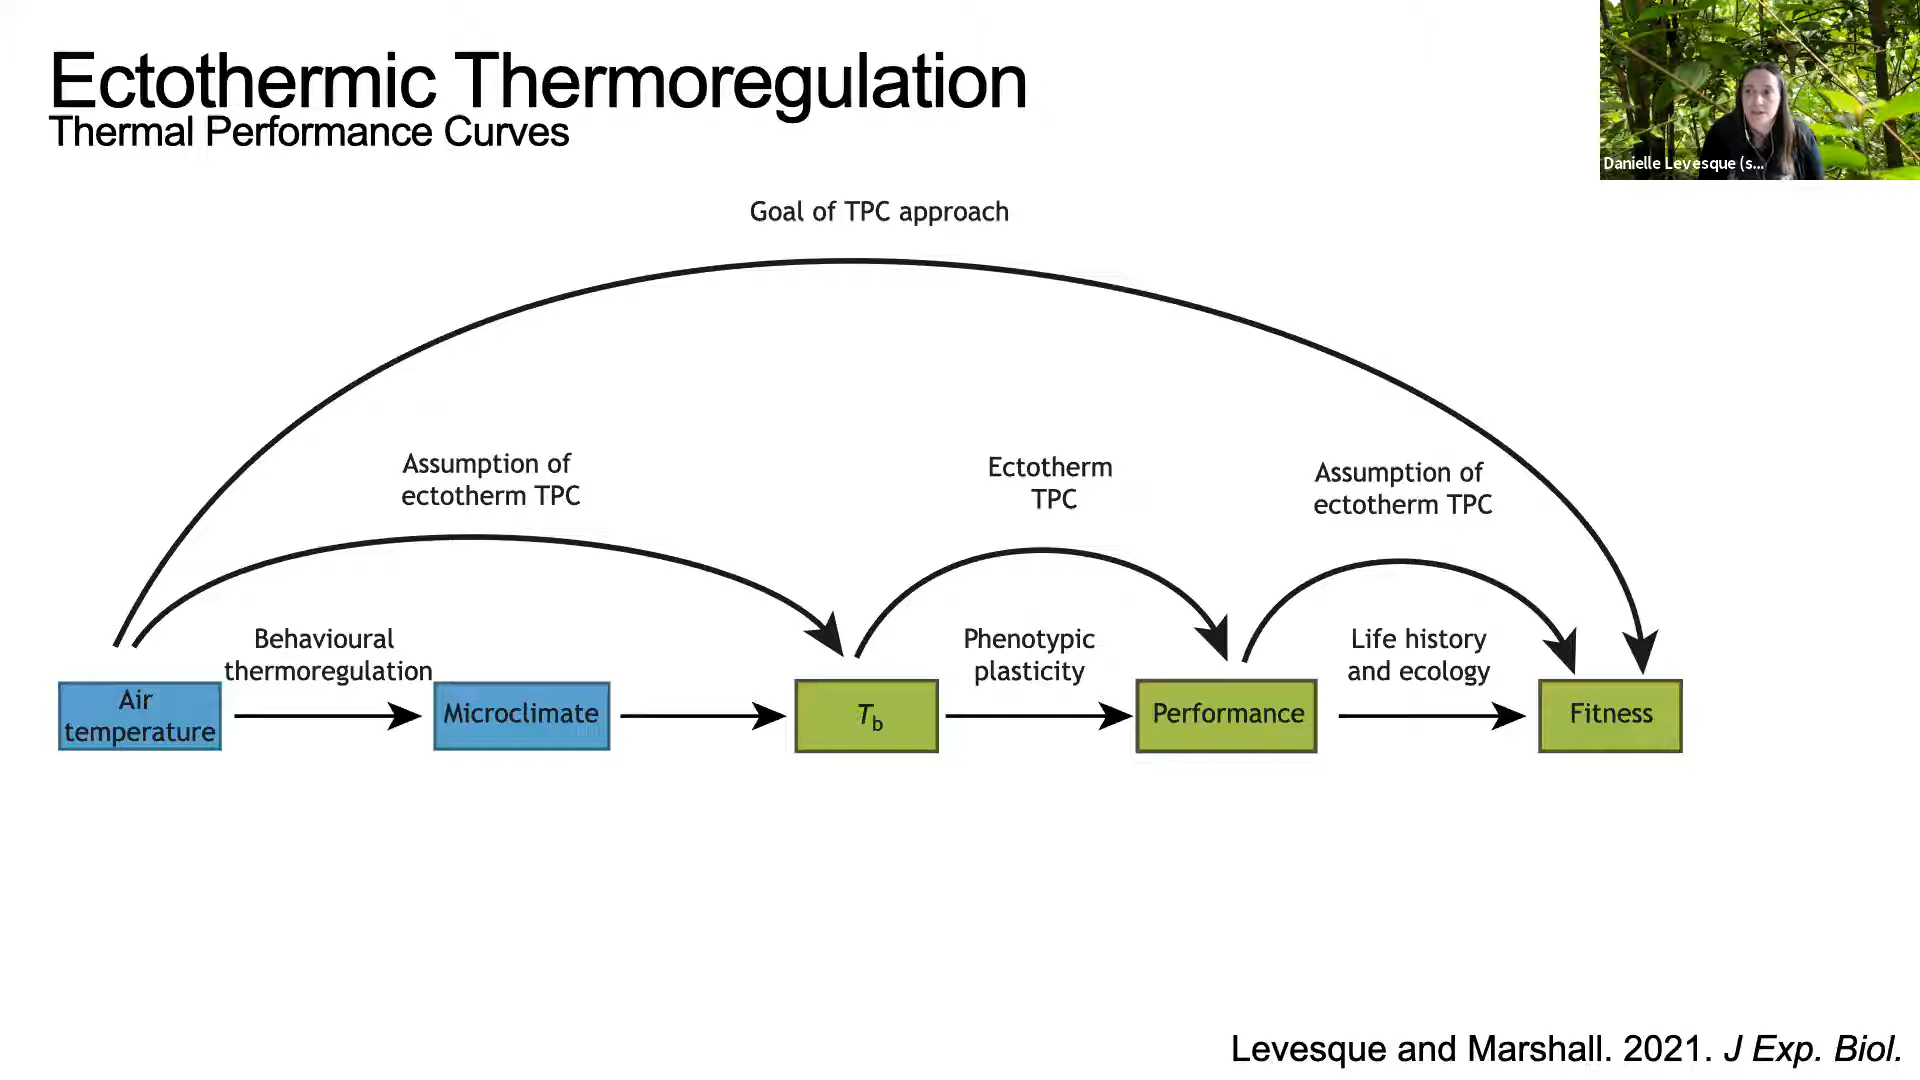 Ectothermic Thermoregulation
Thermal Performance Curves
Danielle Levesque (s...
Goal of TPC approach
Assumption of
ectotherm TPC
Ectotherm
TPC
Assumption of
ectotherm TPC
Behavioural
thermoregulation
Phenotypic
plasticity
Life history
and ecology
Air
temperature
Microclimate
Tb
Performance
Fitness
Levesque and Marshall. 2021. J Exp. Biol.